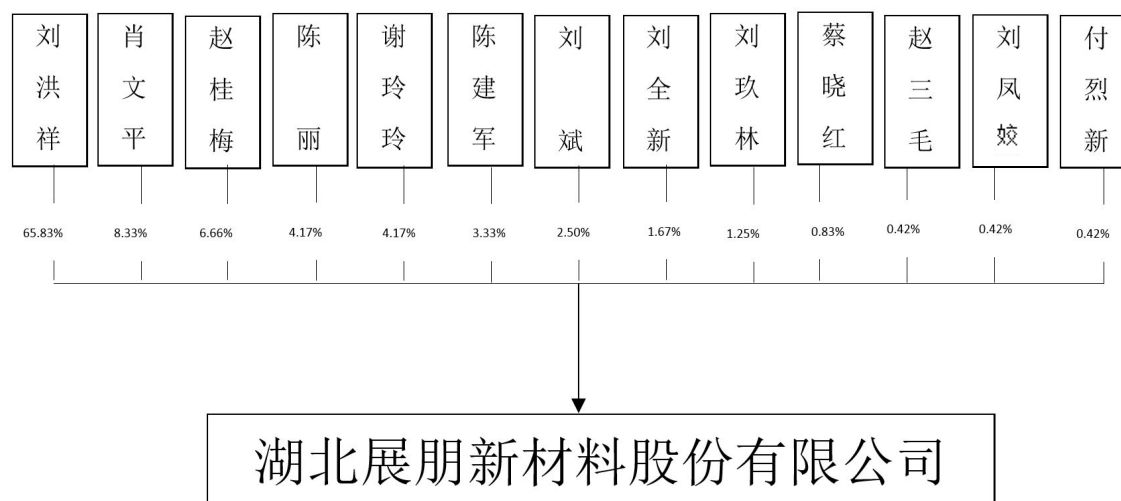 刘洪祥
肖文平
赵桂梅
陈丽
谢玲玲
陈建军
刘斌
刘全新
刘玖林
蔡晓红
赵三毛
刘凤姣
付烈新
65.83%
8.33%
6.66%
4.17%
4.17%
3.33%
2.50%
1.67%
1.25%
0.83%
0.42%
0.42%
0.42%
湖北展朋新材料股份有限公司